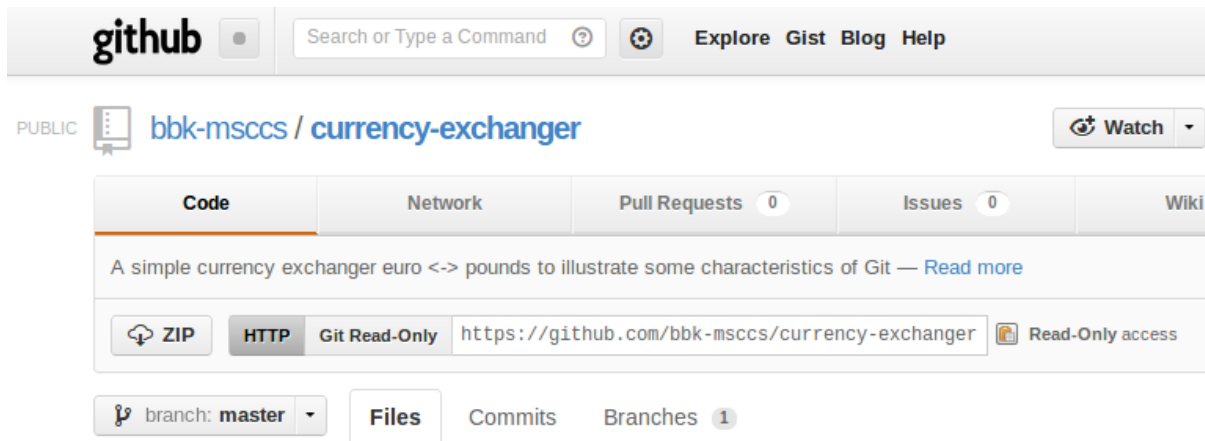 github Search or Type a Command Explore Gist Blog Help
PUBLIC bbk-msccs / currency-exchanger Watch
Code Network Pull Requests 0 Issues 0 Wiki
A simple currency exchanger euro <-> pounds to illustrate some characteristics of Git — Read more
ZIP HTTP Git Read-Only https://github.com/bbk-msccs/currency-exchanger Read-Only access
branch: master Files Commits Branches 1